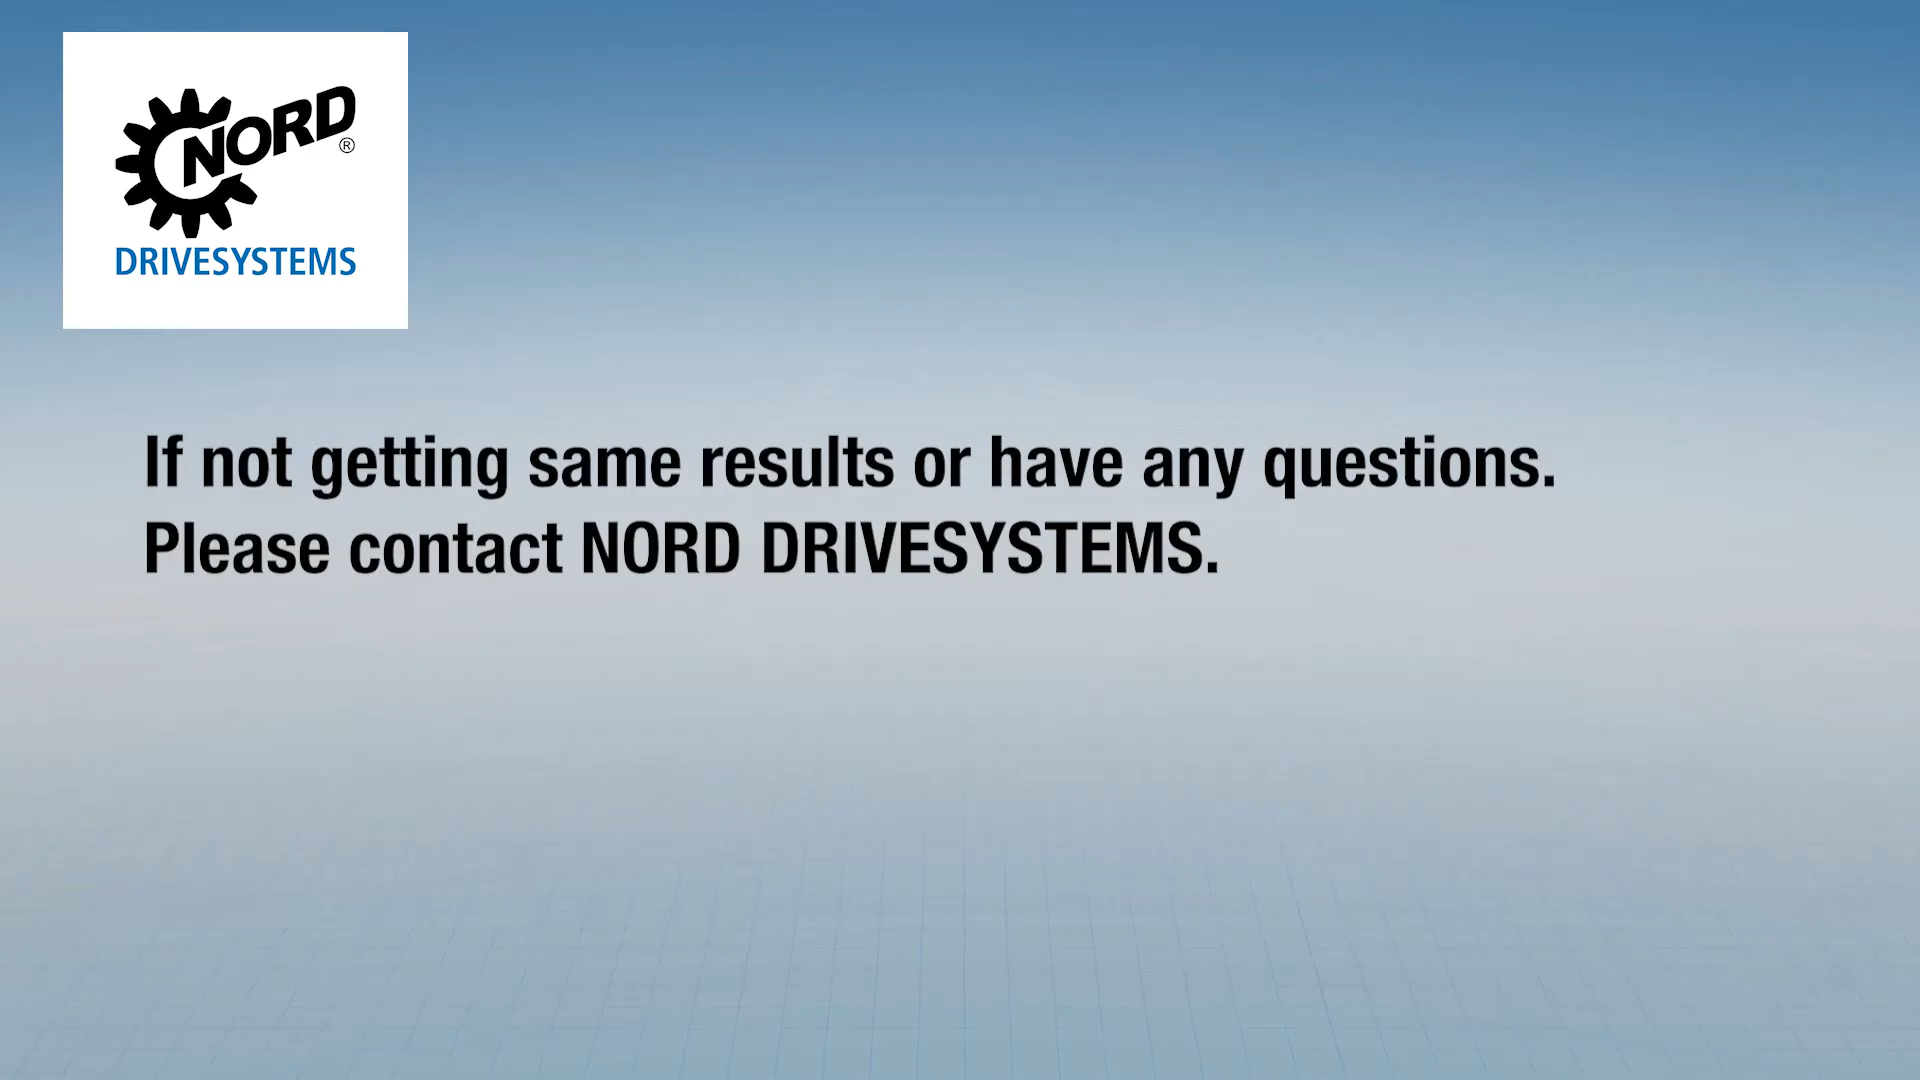 NORD
®
DRIVESYSTEMS
If not getting same results or have any questions.
Please contact NORD DRIVESYSTEMS.